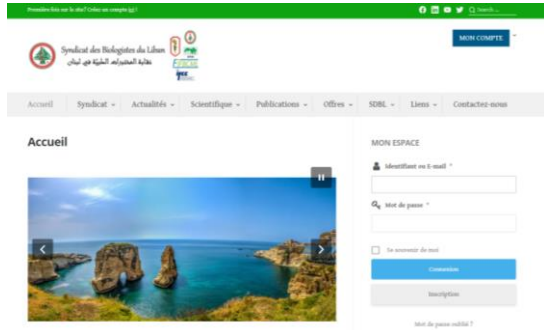 Première fois sur le site? Créer un compte ici !
Search ...
Syndicat des Biologistes du Liban
نقابة المختبرات الطبيّة في لبنان
MON COMPTE
Accueil
Syndicat
Actualités
Scientifique
Publications
Offres
SDBL
Liens
Contactez-nous
Accueil
MON ESPACE
Identifiant ou E-mail *
Mot de passe *
Se souvenir de moi
Connexion
Inscription
Mot de passe oublié ?